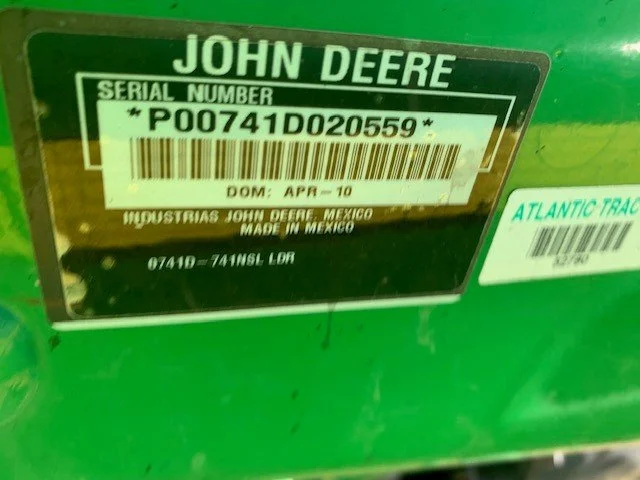 JOHN DEERE
SERIAL NUMBER
*P00741D020559*
DOM: APR-10
INDUSTRIAS JOHN DEERE, MEXICO
MADE IN MEXICO
0741D-741NSL LDR
ATLANTIC TRAC
52790